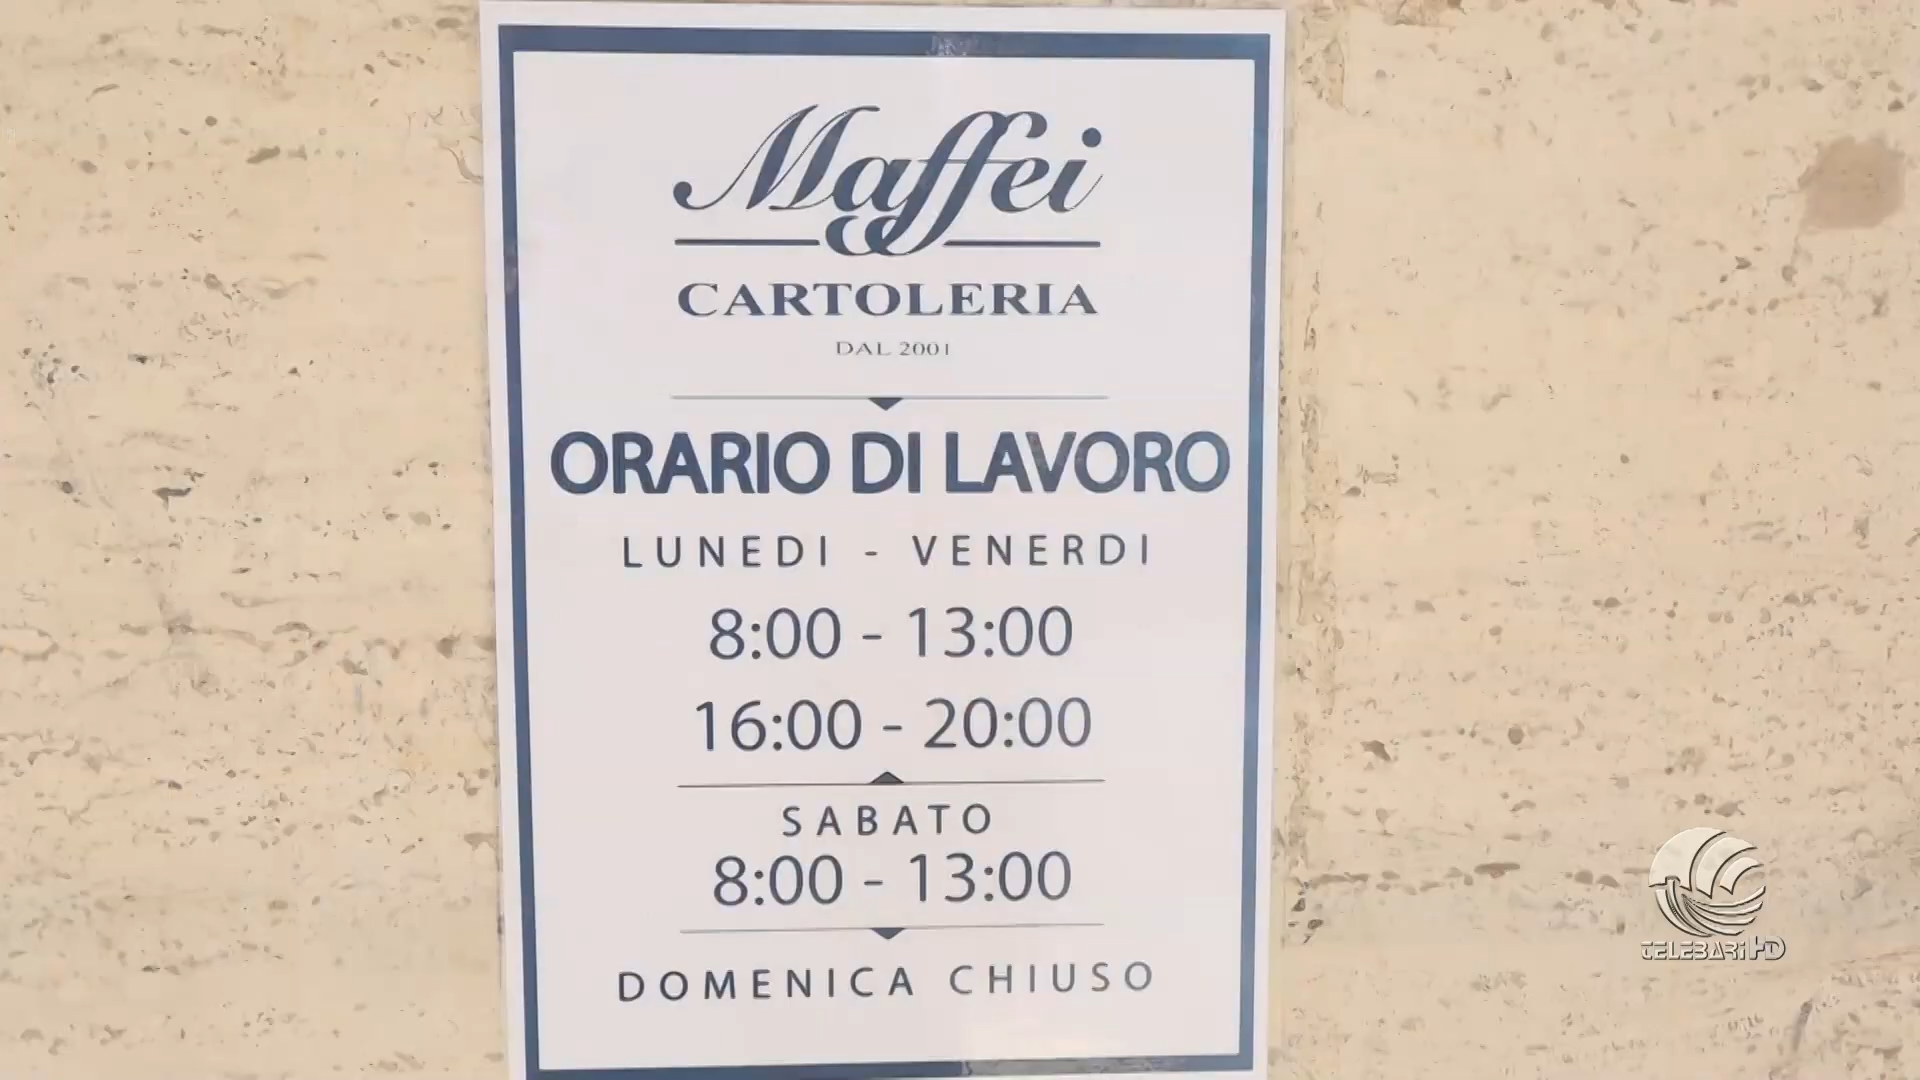 Maffei
CARTOLERIA
DAL 2001
ORARIO DI LAVORO
LUNEDI - VENERDI
8:00 - 13:00
16:00 - 20:00
SABATO
8:00 - 13:00
DOMENICA CHIUSO
TELEBARI HD